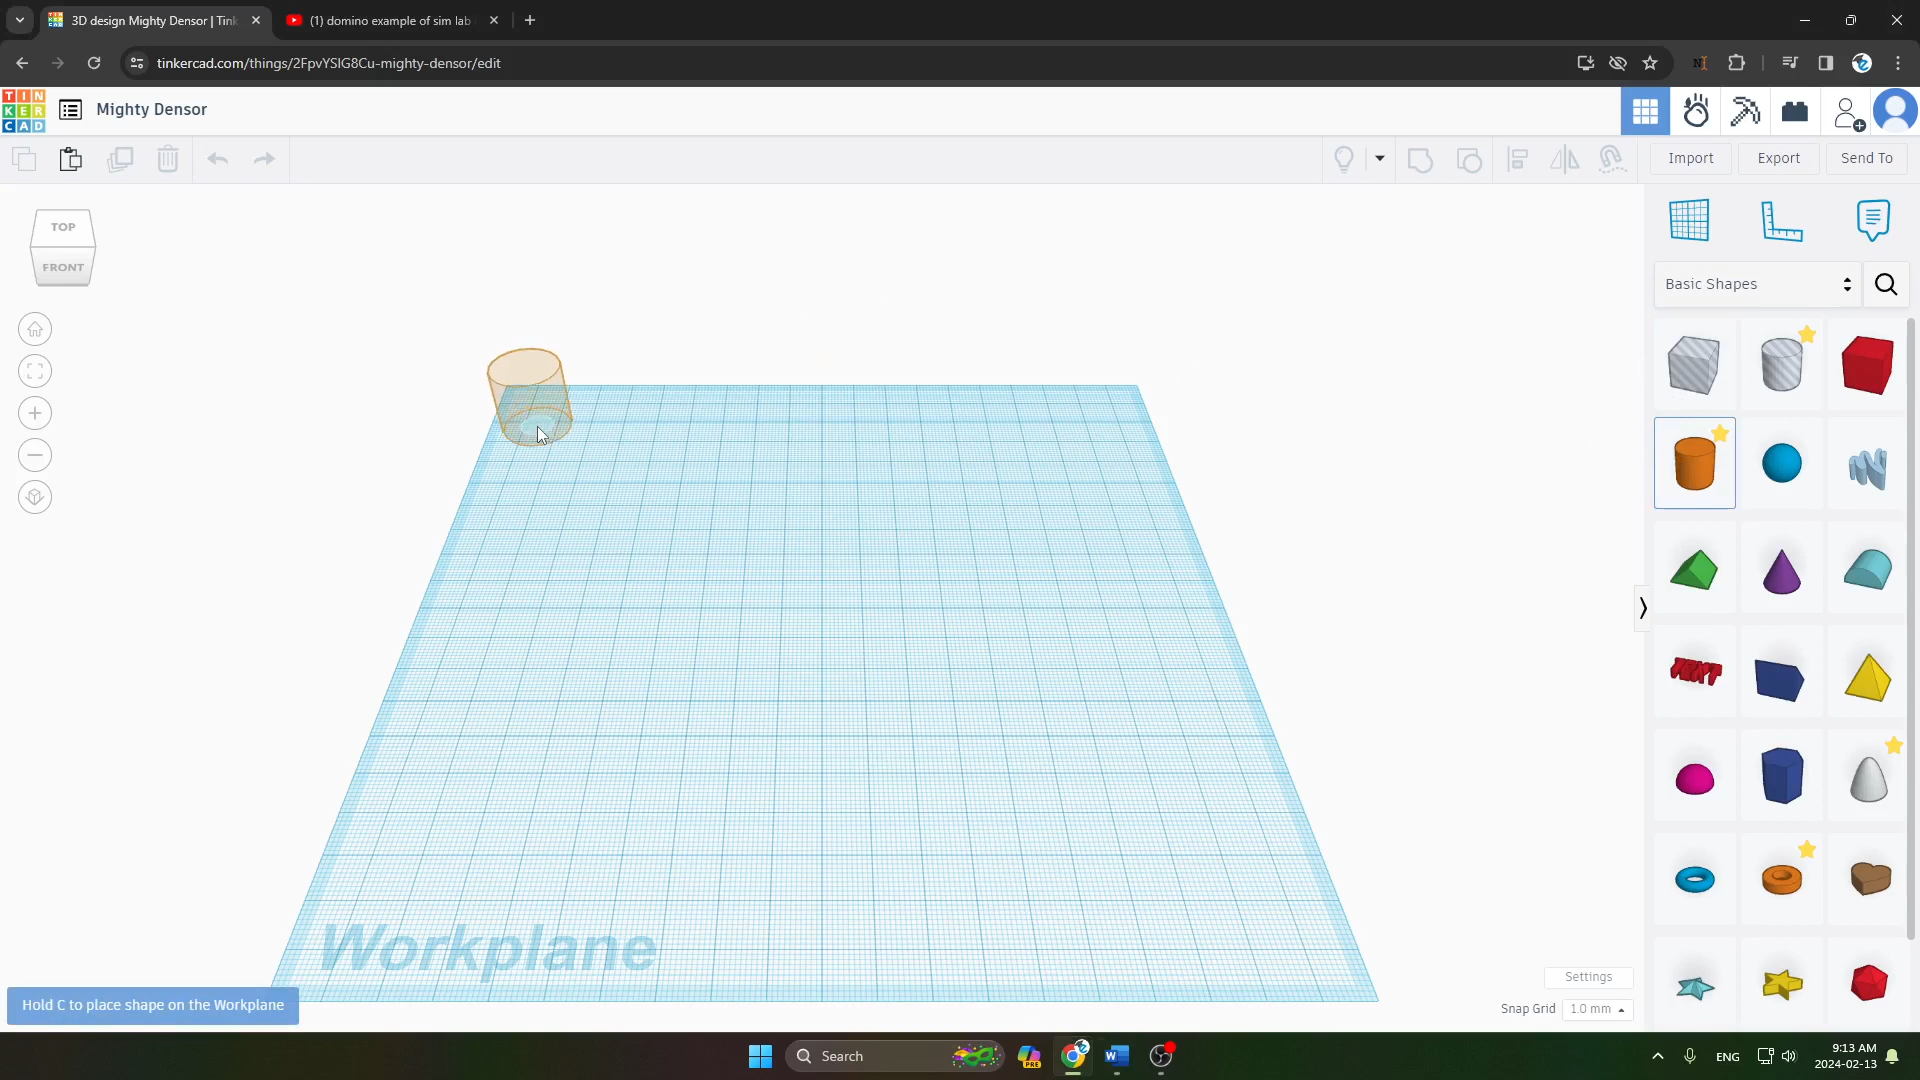 3D design Mighty Densor | Tink
(1) domino example of sim lab
tinkercad.com/things/2FpvYSIG8Cu-mighty-densor/edit
TIN
KER
CAD
Mighty Densor
Import
Export
Send To
TOP
FRONT
Basic Shapes
TEXT
Workplane
Settings
Snap Grid
1.0 mm
Hold C to place shape on the Workplane
Search
PRE
W
ENG
9:13 AM
2024-02-13